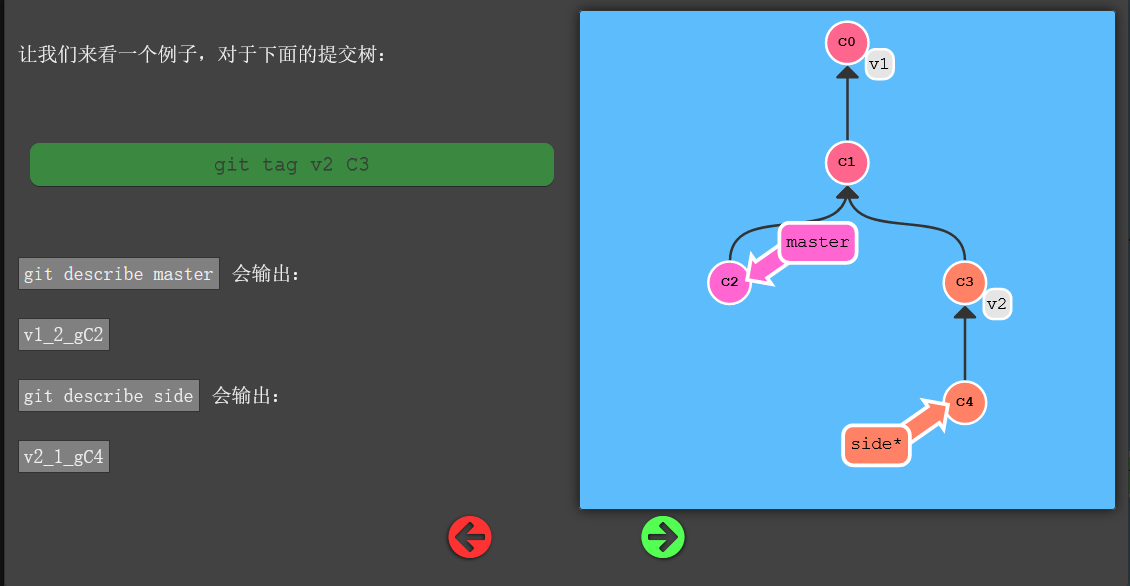 让我们来看一个例子，对于下面的提交树：
git tag v2 C3
git describe master 会输出：
v1_2_gC2
git describe side 会输出：
v2_1_gC4
C0
v1
C1
master
C2
C3
v2
C4
side*